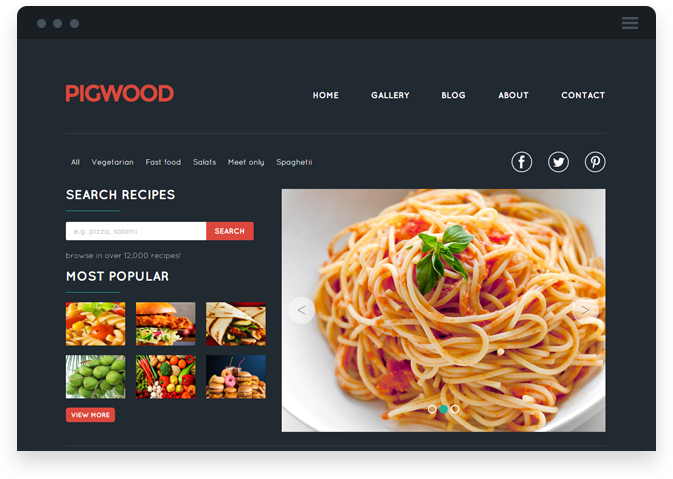 PIGWOOD
HOME GALLERY BLOG ABOUT CONTACT
All Vegetarian Fast food Salats Meet only Spaghetii
SEARCH RECIPES
e.g. pizza, salami SEARCH
browse in over 12,000 recipes!
MOST POPULAR
< >
VIEW MORE